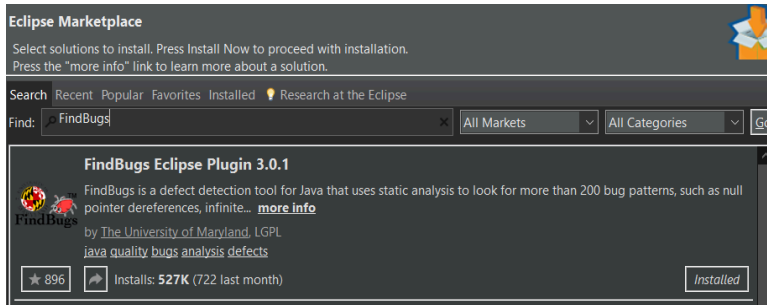 Eclipse Marketplace
Select solutions to install. Press Install Now to proceed with installation.
Press the "more info" link to learn more about a solution.
Search Recent Popular Favorites Installed Research at the Eclipse
Find: FindBugs All Markets All Categories Go
FindBugs Eclipse Plugin 3.0.1
FindBugs is a defect detection tool for Java that uses static analysis to look for more than 200 bug patterns, such as null
pointer dereferences, infinite... more info
FindBugs
by The University of Maryland, LGPL
java quality bugs analysis defects
896 Installs: 527K (722 last month) Installed